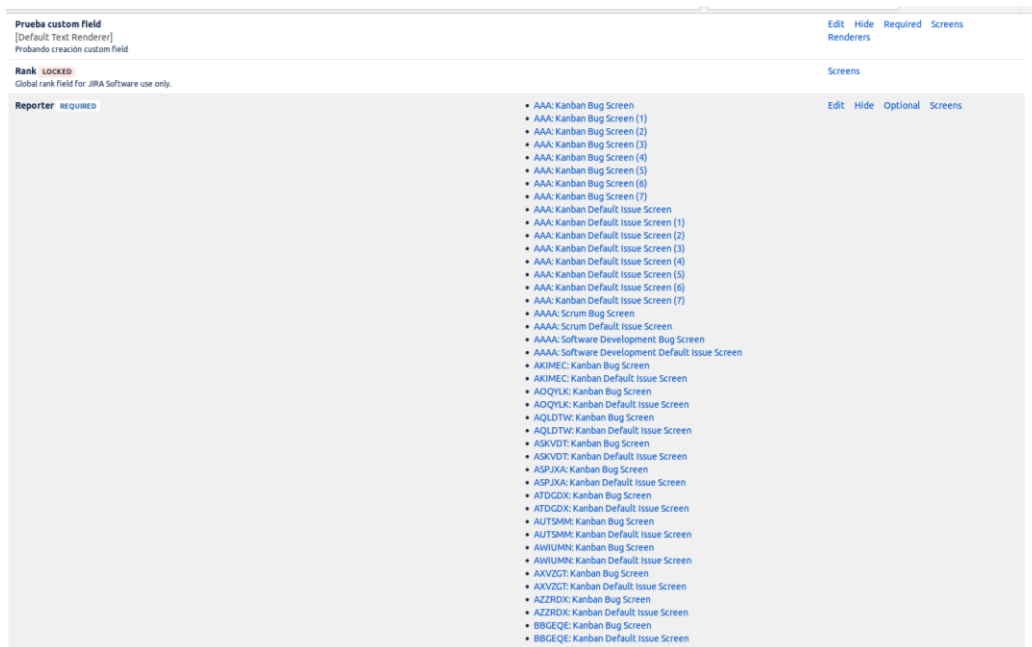 Prueba custom field
[Default Text Renderer]
Probando creación custom field
Edit Hide Required Screens
Renderers
Rank LOCKED
Global rank field for JIRA Software use only.
Screens
Reporter REQUIRED
• AAA: Kanban Bug Screen
• AAA: Kanban Bug Screen (1)
• AAA: Kanban Bug Screen (2)
• AAA: Kanban Bug Screen (3)
• AAA: Kanban Bug Screen (4)
• AAA: Kanban Bug Screen (5)
• AAA: Kanban Bug Screen (6)
• AAA: Kanban Bug Screen (7)
• AAA: Kanban Default Issue Screen
• AAA: Kanban Default Issue Screen (1)
• AAA: Kanban Default Issue Screen (2)
• AAA: Kanban Default Issue Screen (3)
• AAA: Kanban Default Issue Screen (4)
• AAA: Kanban Default Issue Screen (5)
• AAA: Kanban Default Issue Screen (6)
• AAA: Kanban Default Issue Screen (7)
• AAAA: Scrum Bug Screen
• AAAA: Scrum Default Issue Screen
• AAAA: Software Development Bug Screen
• AAAA: Software Development Default Issue Screen
• AKIMEC: Kanban Bug Screen
• AKIMEC: Kanban Default Issue Screen
• AOQYLK: Kanban Bug Screen
• AOQYLK: Kanban Default Issue Screen
• AQLDTW: Kanban Bug Screen
• AQLDTW: Kanban Default Issue Screen
• ASKVDT: Kanban Bug Screen
• ASKVDT: Kanban Default Issue Screen
• ASPJXA: Kanban Bug Screen
• ASPJXA: Kanban Default Issue Screen
• ATDGDX: Kanban Bug Screen
• ATDGDX: Kanban Default Issue Screen
• AUTSMM: Kanban Bug Screen
• AUTSMM: Kanban Default Issue Screen
• AWIUMN: Kanban Bug Screen
• AWIUMN: Kanban Default Issue Screen
• AXVZGT: Kanban Bug Screen
• AXVZGT: Kanban Default Issue Screen
• AZZRDX: Kanban Bug Screen
• AZZRDX: Kanban Default Issue Screen
• BBGEQE: Kanban Bug Screen
• BBGEQE: Kanban Default Issue Screen
Edit Hide Optional Screens